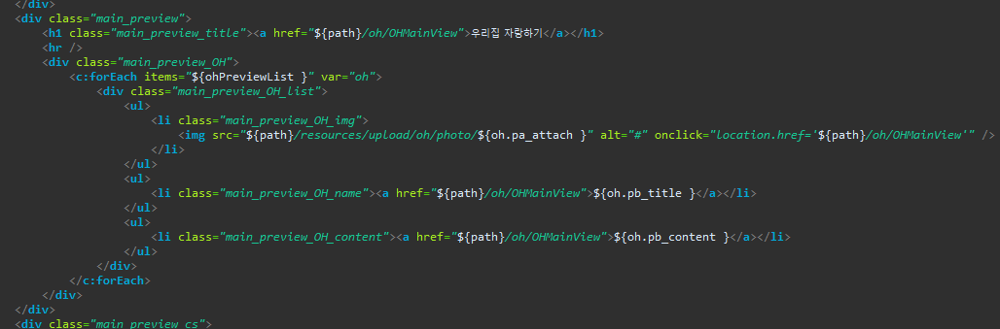 </div>
<div class="main_preview">
<h1 class="main_preview_title"><a href="${path}/oh/OHMainView">우리집 자랑하기</a></h1>
<hr />
<div class="main_preview_OH">
<c:forEach items="${ohPreviewList }" var="oh">
<div class="main_preview_OH_list">
<ul>
<li class="main_preview_OH_img">
<img src="${path}/resources/upload/oh/photo/${oh.pa_attach }" alt="#" onclick="location.href='${path}/oh/OHMainView'" />
</li>
</ul>
<ul>
<li class="main_preview_OH_name"><a href="${path}/oh/OHMainView">${oh.pb_title }</a></li>
</ul>
<ul>
<li class="main_preview_OH_content"><a href="${path}/oh/OHMainView">${oh.pb_content }</a></li>
</ul>
</div>
</c:forEach>
</div>
</div>
<div class="main_preview_cs">